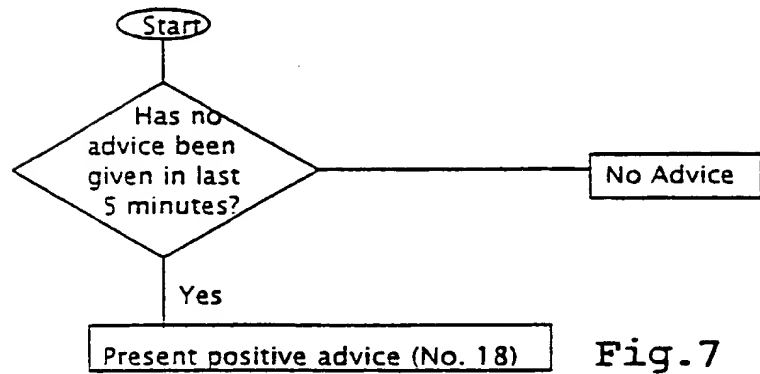 Start
Has no
advice been
given in last
5 minutes?
No Advice
Yes
Present positive advice (No. 18)
Fig.7